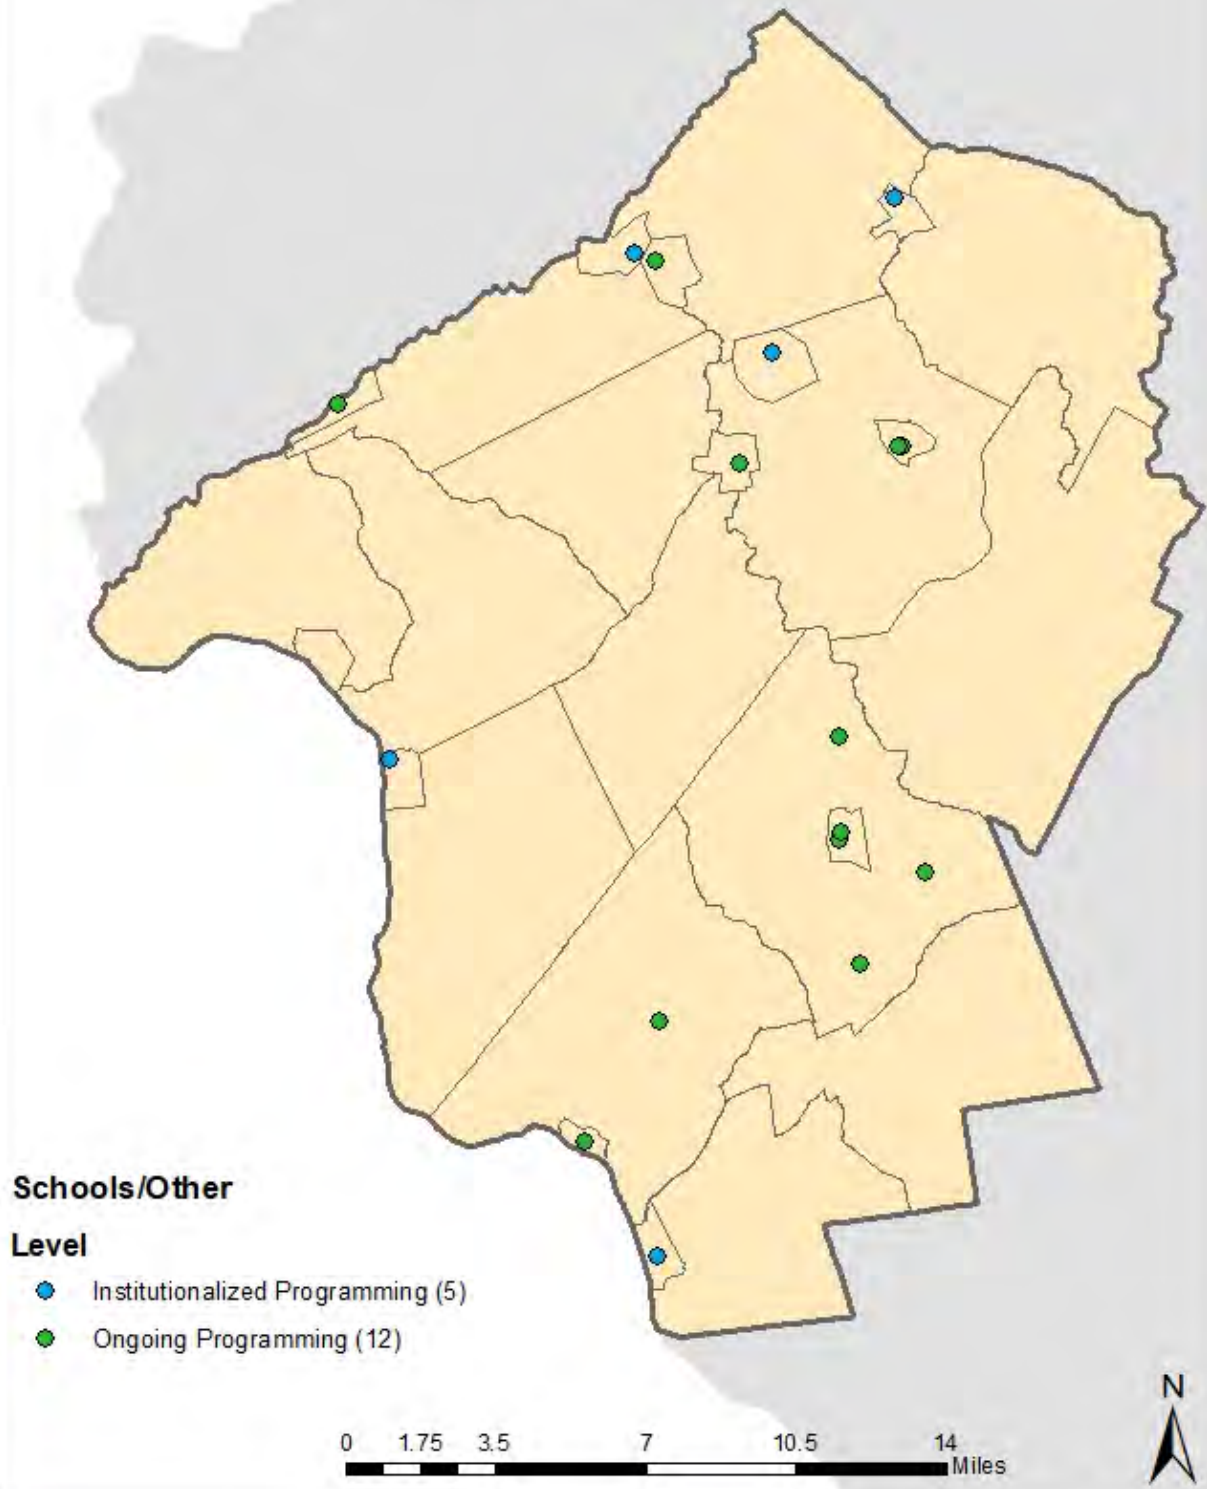 Schools/Other
Level
Institutionalized Programming (5)
Ongoing Programming (12)
N
0 1.75 3.5 7 10.5 14
Miles